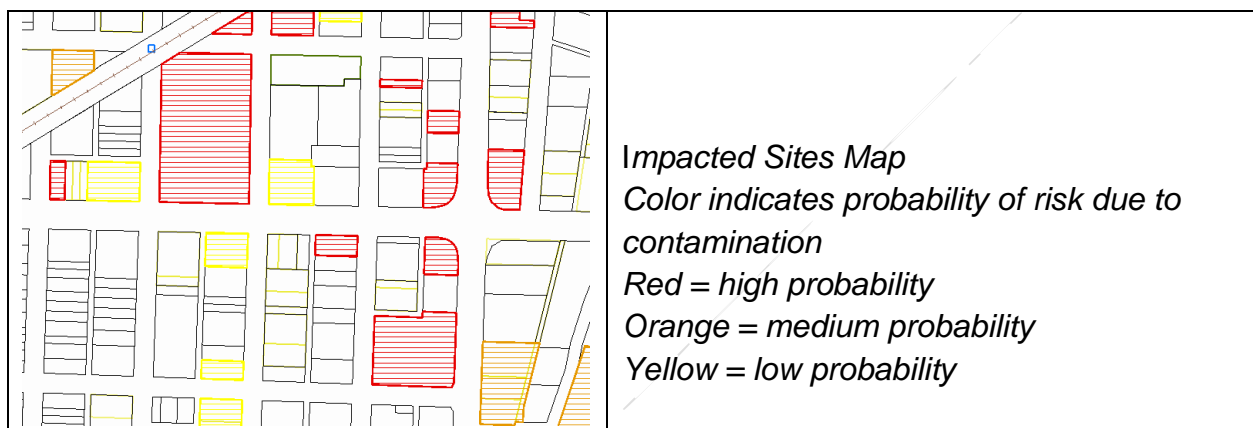 Impacted Sites Map
Color indicates probability of risk due to
contamination
Red = high probability
Orange = medium probability
Yellow = low probability